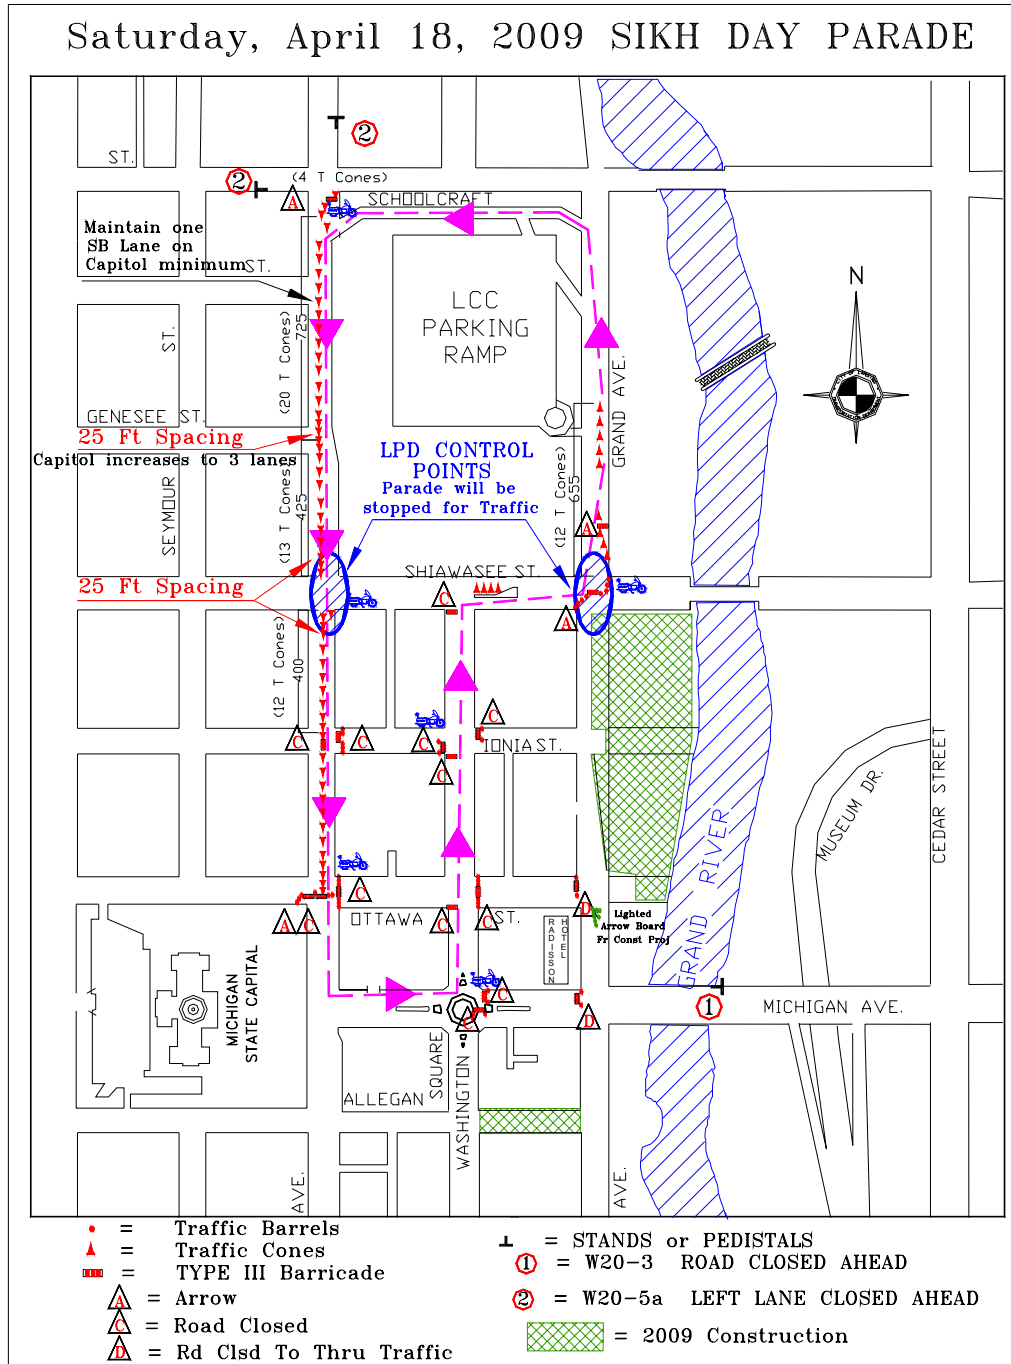 Saturday, April 18, 2009 SIKH DAY PARADE
2
ST.
2
(4 T Cones)
A
SCHOOLCRAFT
Maintain one
SB Lane on
Capitol minimum
ST.
N
LCC
PARKING
RAMP
(20 T Cones)
725
ST.
GRAND AVE.
GENESEE ST.
25 Ft Spacing
Capitol increases to 3 lanes
LPD CONTROL
POINTS
Parade will be
stopped for Traffic
(12 T Cones)
655
SEYMOUR
(13 T Cones)
425
A
SHIAWASEE ST.
25 Ft Spacing
C
A
(12 T Cones)
400
C
C
C
C
IONIA ST.
C
MUSEUM DR.
CEDAR STREET
GRAND RIVER
C
OTTAWA
ST.
A
C
C
C
D
Lighted
Arrow Board
Fr Const Proj
RADISSON
HOTEL
MICHIGAN
STATE CAPITAL
C
C
D
1
MICHIGAN AVE.
ALLEGAN
SQUARE
WASHINGTON
AVE.
AVE.
= Traffic Barrels
= Traffic Cones
= TYPE III Barricade
A = Arrow
C = Road Closed
D = Rd Clsd To Thru Traffic
= STANDS or PEDISTALS
1 = W20-3 ROAD CLOSED AHEAD
2 = W20-5a LEFT LANE CLOSED AHEAD
= 2009 Construction